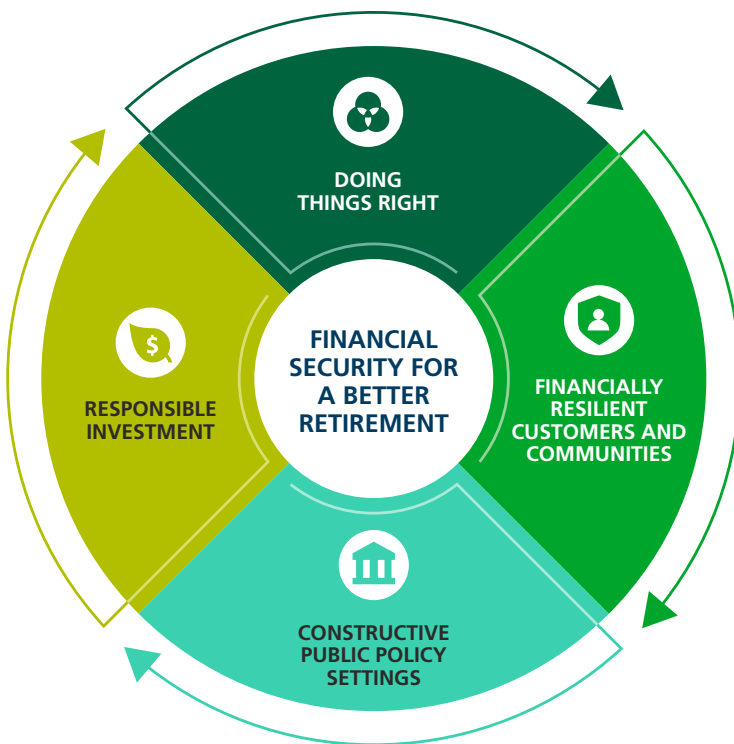 DOING
THINGS RIGHT
FINANCIALLY
RESILIENT
CUSTOMERS AND
COMMUNITIES
CONSTRUCTIVE
PUBLIC POLICY
SETTINGS
$
RESPONSIBLE
INVESTMENT
FINANCIAL
SECURITY FOR
A BETTER
RETIREMENT